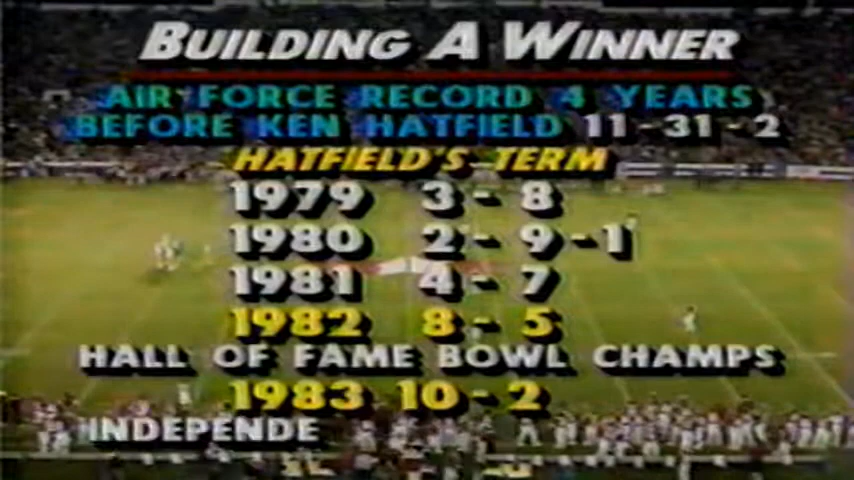 BUILDING A WINNER
AIR FORCE RECORD 4 YEARS
BEFORE KEN HATFIELD 11-31-2
HATFIELD'S TERM
1979 3 - 8
1980 2 - 9 - 1
1981 4 - 7
1982 8 - 5
HALL OF FAME BOWL CHAMPS
1983 10 - 2
INDEPENDE